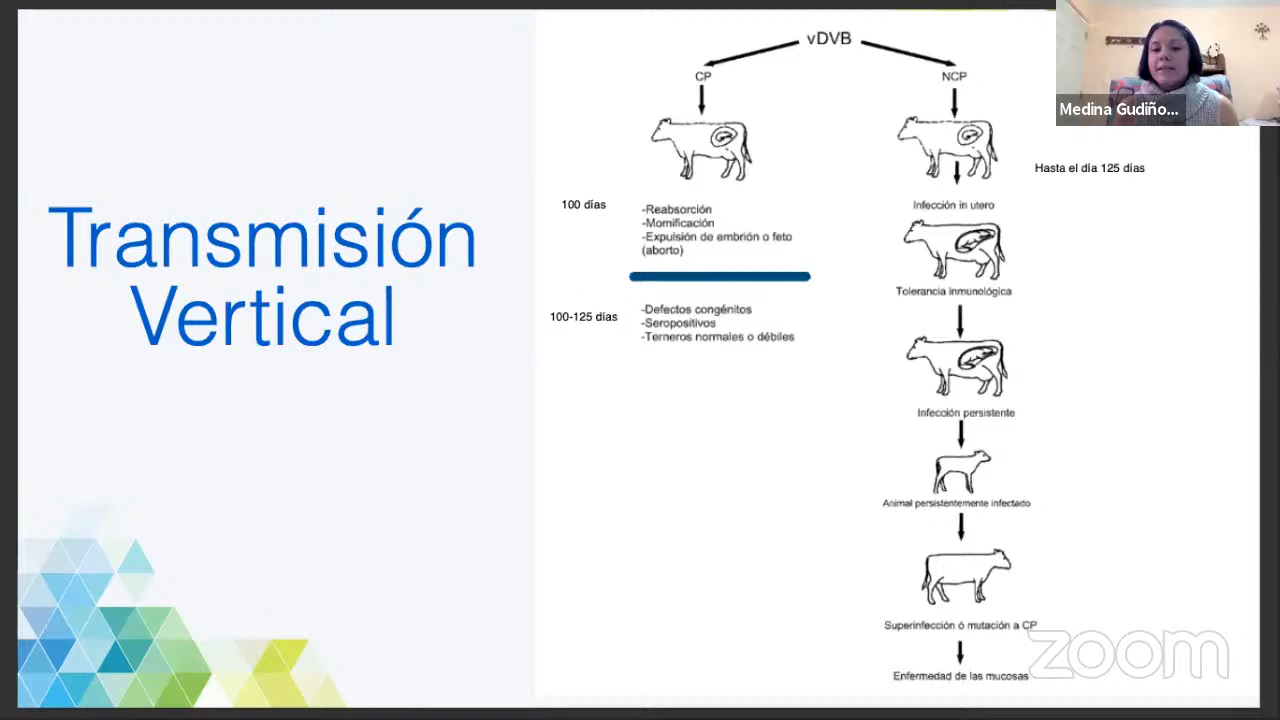 Transmisión
Vertical
vDVB
CP
NCP
100 días
-Reabsorción
-Momificación
-Expulsión de embrión o feto
(aborto)
100-125 días
-Defectos congénitos
-Seropositivos
-Terneros normales o débiles
Hasta el día 125 días
Infección in utero
Tolerancia inmunológica
Infección persistente
Animal persistentemente infectado
Superinfección ó mutación a CP
Enfermedad de las mucosas
Medina Gudiño...
zoom